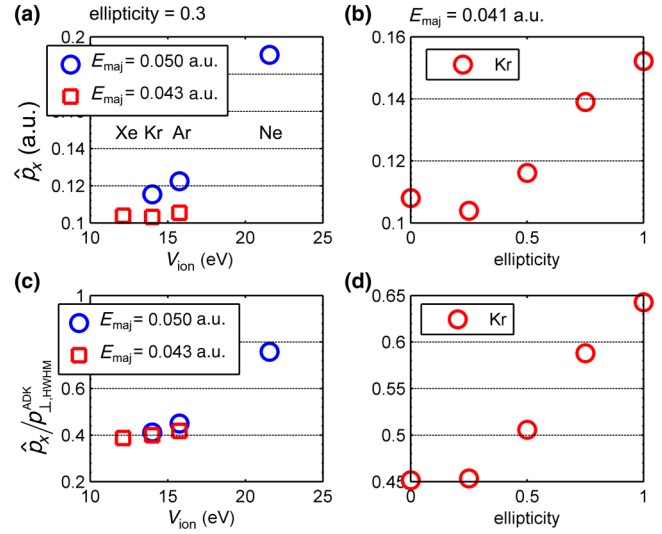 (a) ellipticity = 0.3
22
0.2
E_maj = 0.050 a.u.
E_maj = 0.043 a.u.
Xe Kr Ar Ne
0.14
0.12
0.1
10 15 20 25
V_ion (eV)
p̂_x (a.u.)
(b) E_maj = 0.041 a.u.
0.16
0.14
0.12
0.1
Kr
0 0.5 1
ellipticity
(c)
1
E_maj = 0.050 a.u.
E_maj = 0.043 a.u.
0.6
0.4
0.2
10 15 20 25
V_ion (eV)
p̂_x/p^ADK_⊥,HWHM
(d)
0.65
0.6
0.55
0.5
0.45
Kr
0 0.5 1
ellipticity